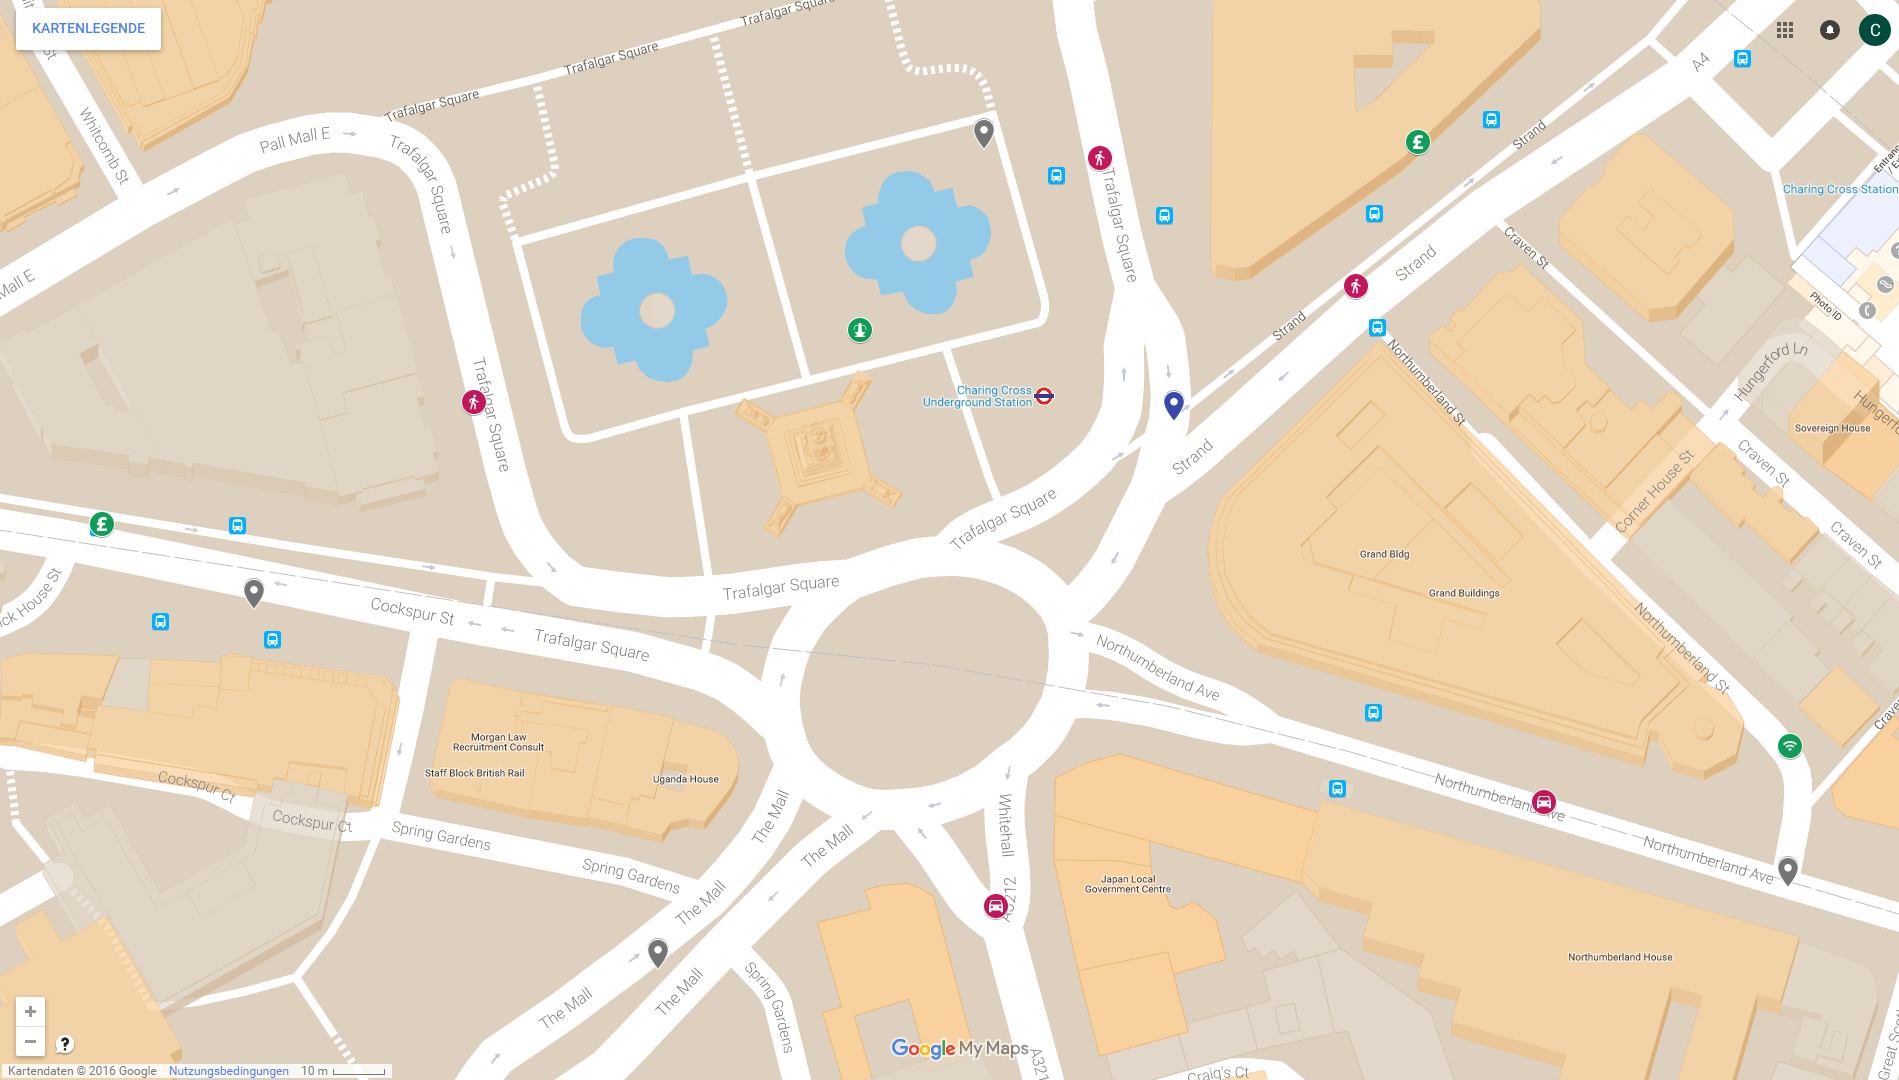 KARTENLEGENDE
Trafalgar Square
Trafalgar Square
Trafalgar Square
Whitcomb St
Pall Mall E
Trafalgar Square
Mall E
A4
Strand
Entrance
Charing Cross Station
Trafalgar Square
Craven St
Strand
Photo ID
Strand
Hungerford Ln
Northumberland St
Trafalgar Square
Charing Cross
Underground Station
Sovereign House
Strand
Craven St
Corner House St
Trafalgar Square
Craven St
Grand Bldg
Grand Buildings
Trafalgar Square
Cockspur St
Trafalgar Square
Northumberland Ave
Northumberland St
Morgan Law
Recruitment Consult
Staff Block British Rail
Uganda House
Cockspur Ct
Cockspur Ct
Spring Gardens
Spring Gardens
The Mall
The Mall
Whitehall
Northumberland Ave
Northumberland Ave
Japan Local
Government Centre
A3212
The Mall
The Mall
The Mall
Spring Gardens
Northumberland House
Google My Maps
Craig's Ct
C
£
£
+
−
?
Kartendaten © 2016 Google Nutzungsbedingungen 10 m